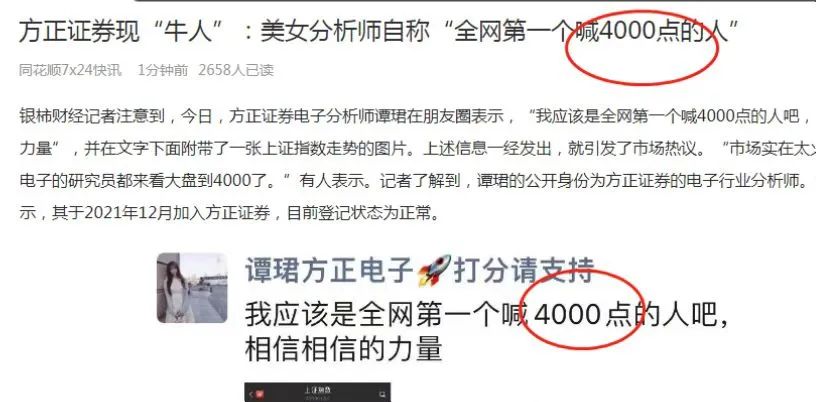 方正证券现“牛人”：美女分析师自称“全网第一个喊4000点的人”
同花顺7x24快讯 1分钟前 2658人已读
银柿财经记者注意到，今日，方正证券电子分析师谭珺在朋友圈表示，“我应该是全网第一个喊4000点的人吧，
力量”，并在文字下面附带了一张上证指数走势的图片。上述信息一经发出，就引发了市场热议。“市场实在太
电子的研究员都来看大盘到4000了。”有人表示。记者了解到，谭珺的公开身份为方正证券的电子行业分析师。
示，其于2021年12月加入方正证券，目前登记状态为正常。
谭珺方正电子🚀打分请支持
我应该是全网第一个喊4000点的人吧，
相信相信的力量
上证指数